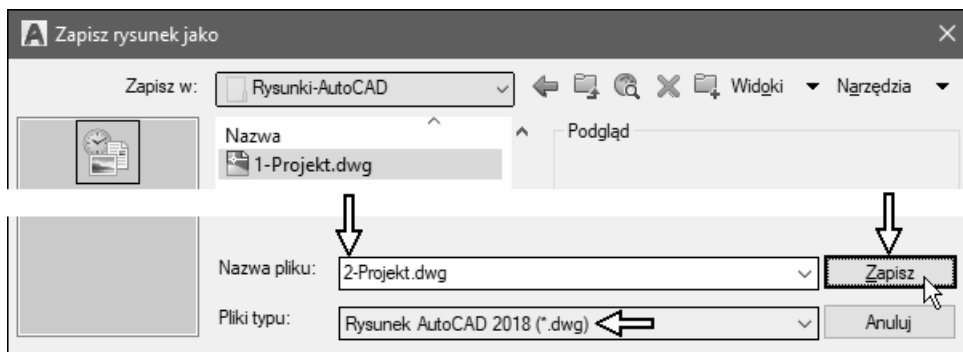 Zapisz rysunek jako
Zapisz w: Rysunki-AutoCAD Widoki Narzędzia
Nazwa Podgląd
1-Projekt.dwg
Nazwa pliku: 2-Projekt.dwg Zapisz
Pliki typu: Rysunek AutoCAD 2018 (*.dwg) Anuluj